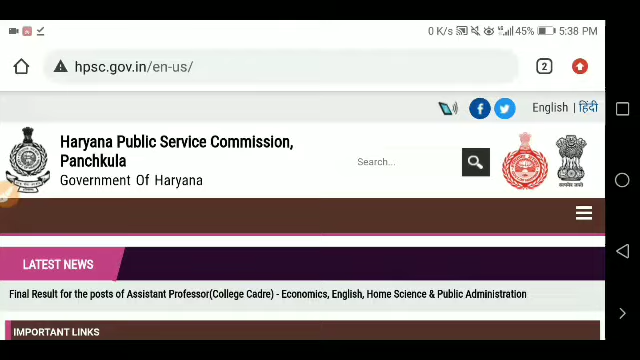 0 K/s 45% 5:38 PM
hpsc.gov.in/en-us/
2
English | हिंदी
Haryana Public Service Commission,
Panchkula
Government Of Haryana
Search...
LATEST NEWS
Final Result for the posts of Assistant Professor(College Cadre) - Economics, English, Home Science & Public Administration
IMPORTANT LINKS